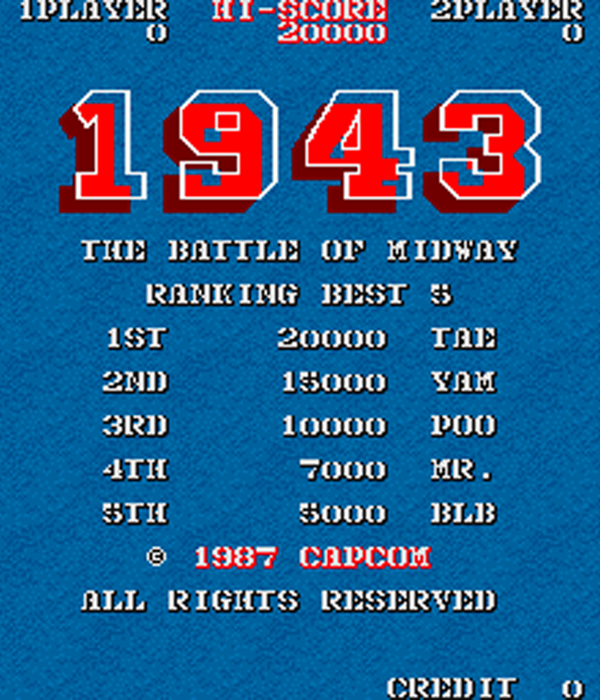 1PLAYER HI-SCORE 2PLAYER
0 20000 0
1943
THE BATTLE OF MIDWAY
RANKING BEST 5
1ST 20000 TAE
2ND 15000 YAM
3RD 10000 POO
4TH 7000 MR.
5TH 5000 BLB
© 1987 CAPCOM
ALL RIGHTS RESERVED
CREDIT 0